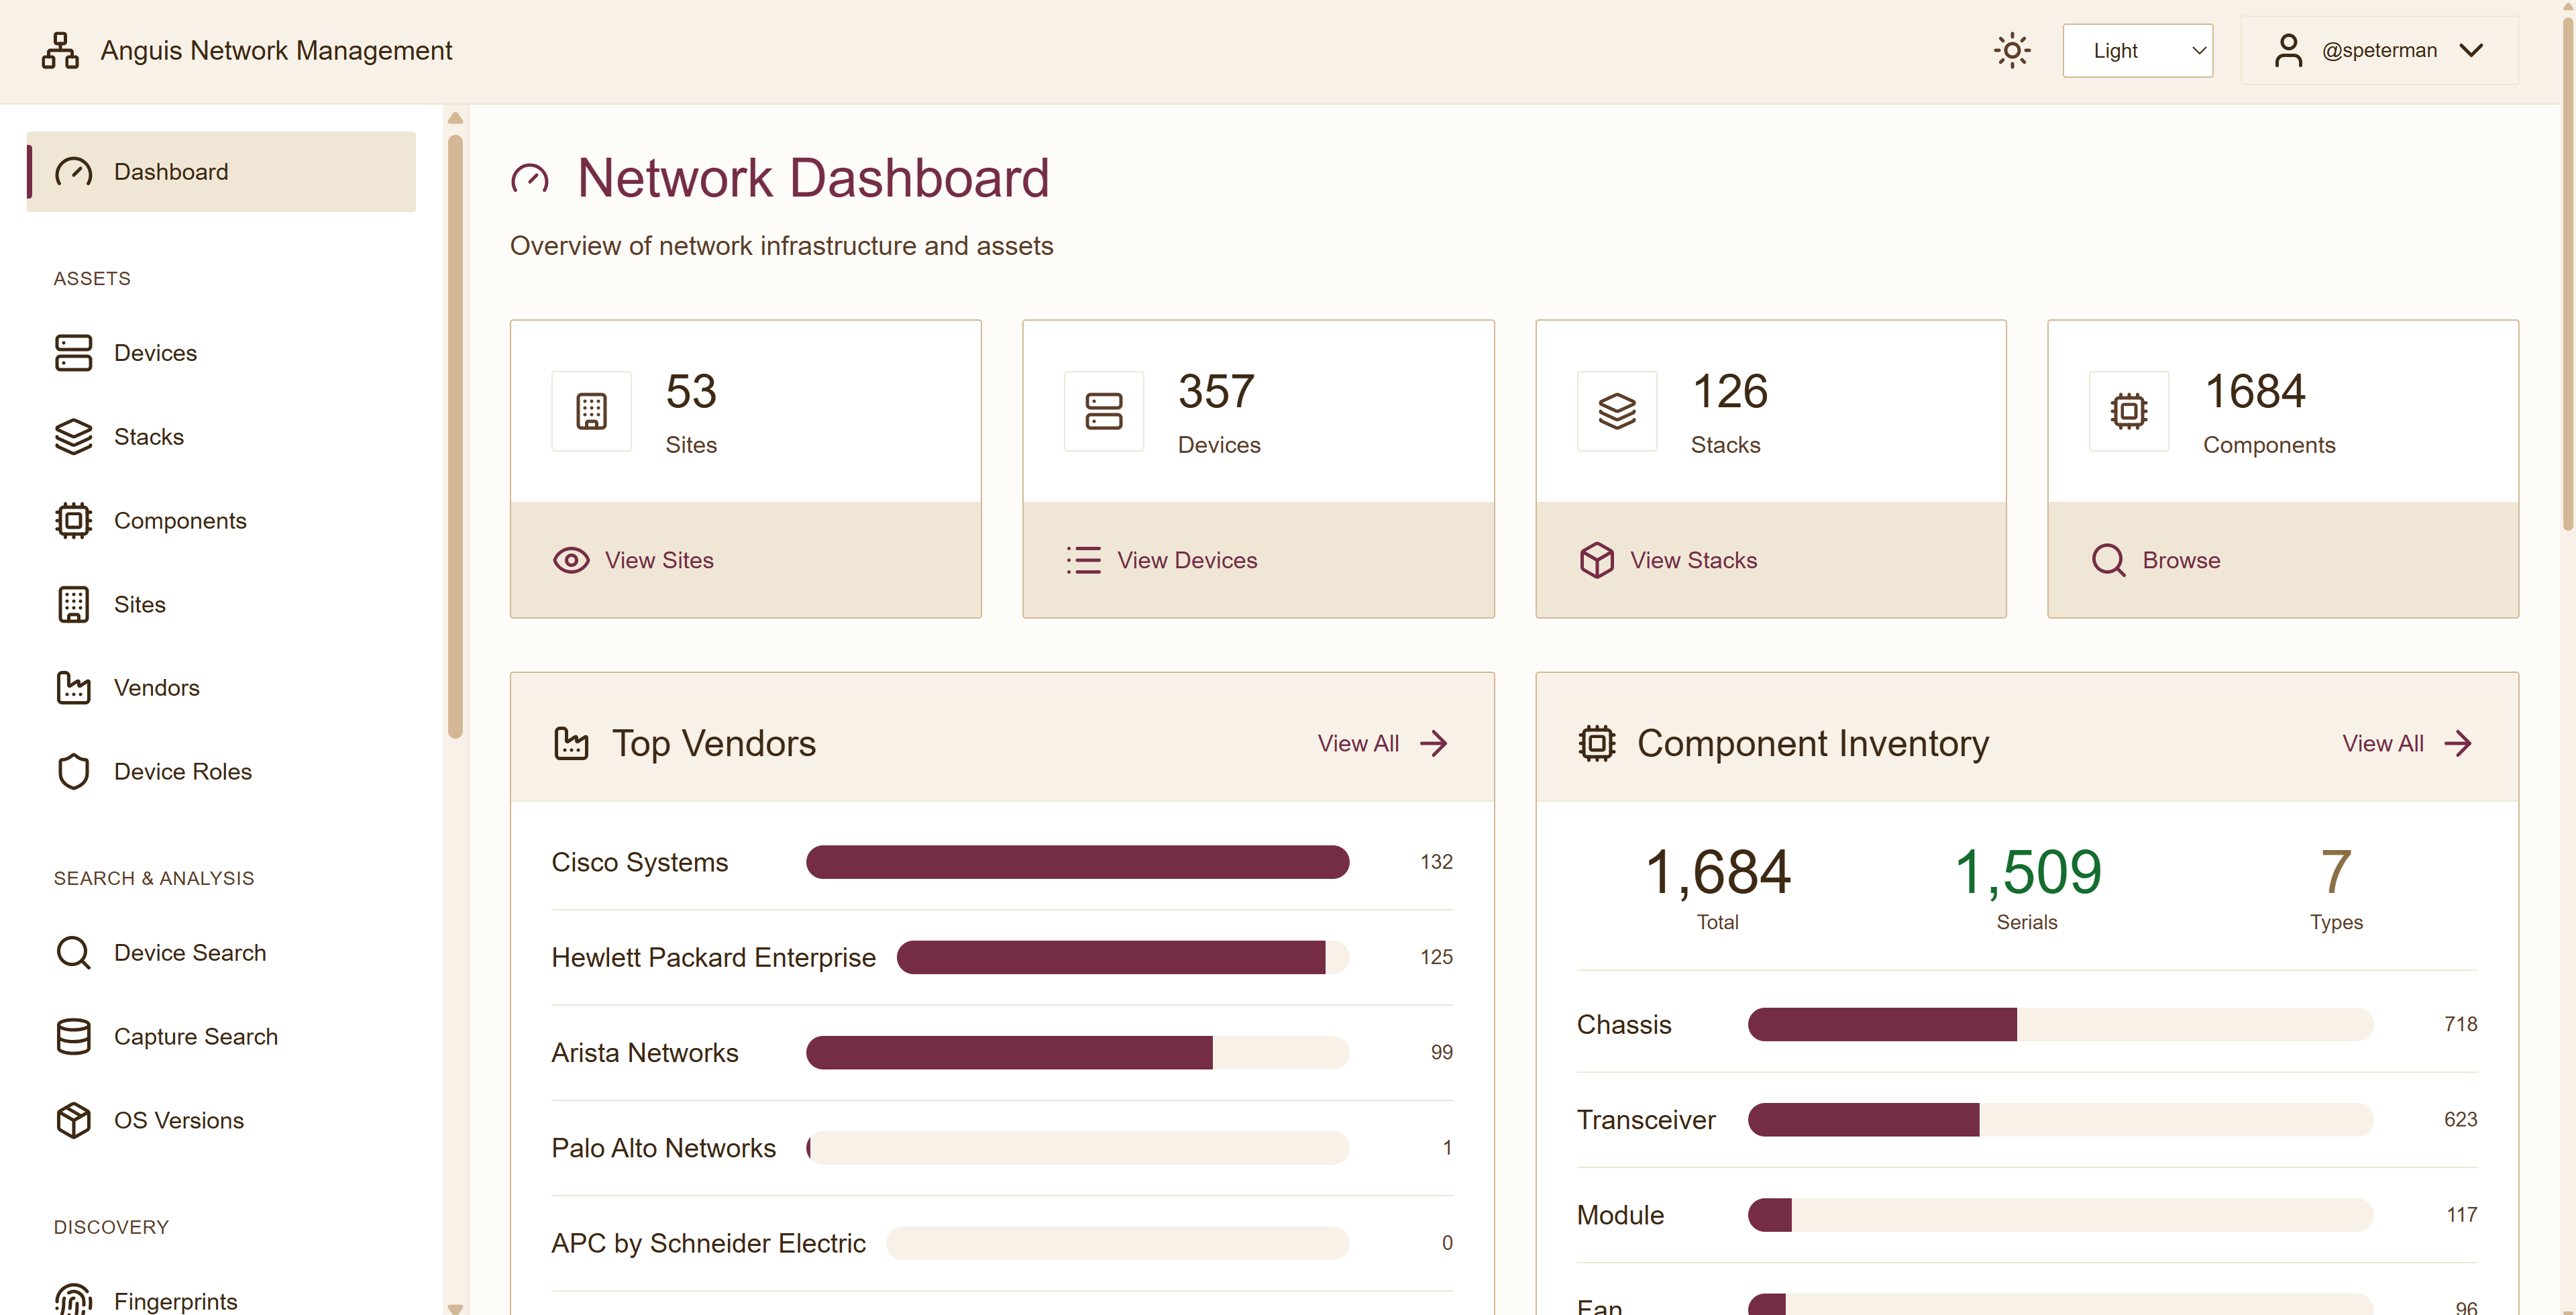 Anguis Network Management
Light
@speterman
Dashboard
ASSETS
Devices
Stacks
Components
Sites
Vendors
Device Roles
SEARCH & ANALYSIS
Device Search
Capture Search
OS Versions
DISCOVERY
Fingerprints
Network Dashboard
Overview of network infrastructure and assets
53
Sites
View Sites
357
Devices
View Devices
126
Stacks
View Stacks
1684
Components
Browse
Top Vendors
View All
Cisco Systems 132
Hewlett Packard Enterprise 125
Arista Networks 99
Palo Alto Networks 1
APC by Schneider Electric 0
Component Inventory
View All
1,684 1,509 7
Total Serials Types
Chassis 718
Transceiver 623
Module 117
Fan 96